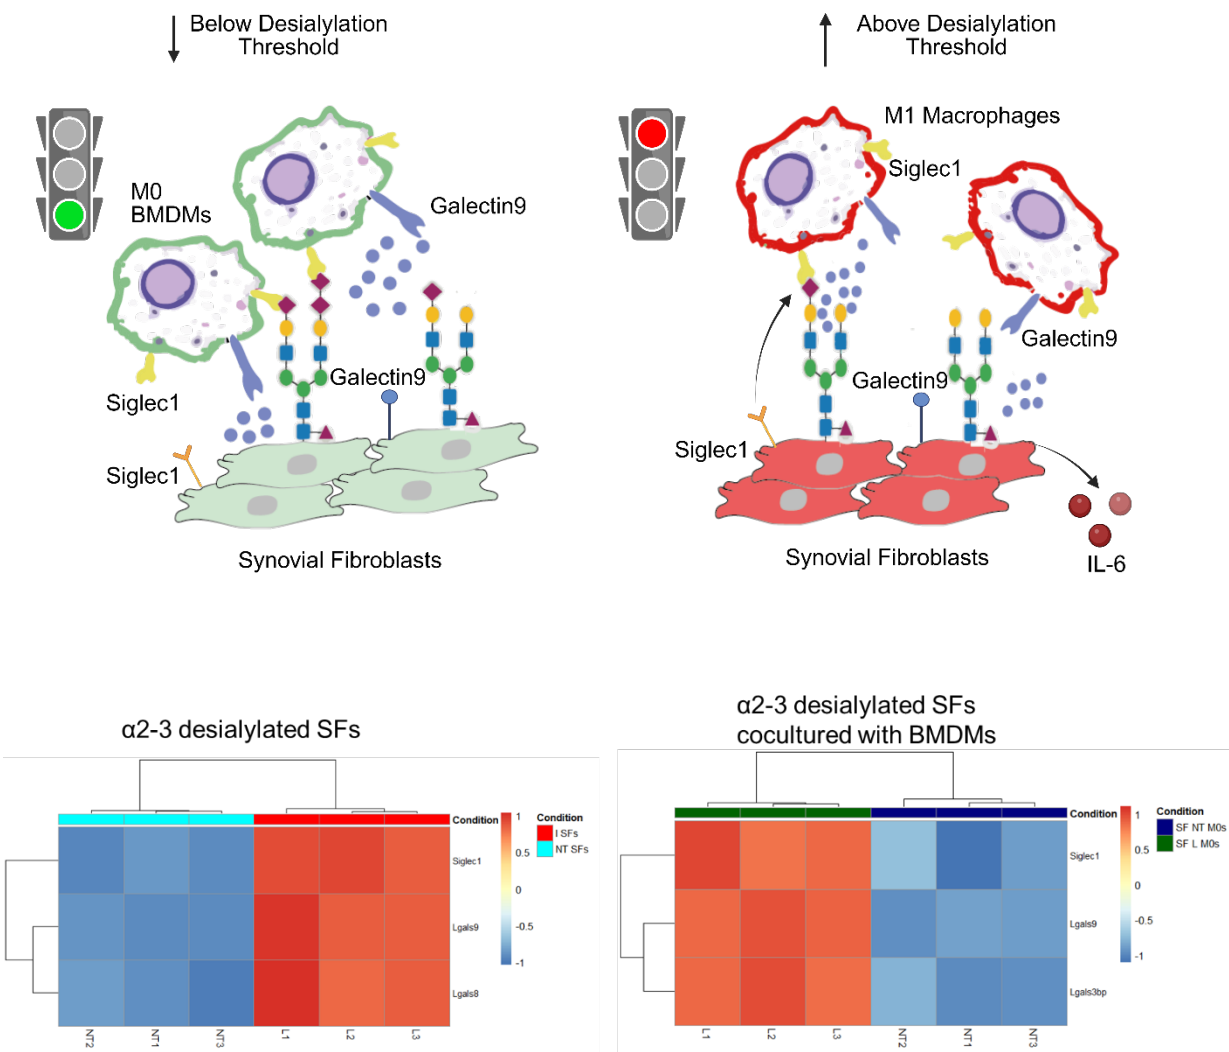 Below Desialylation
Threshold
Above Desialylation
Threshold
M1 Macrophages
Siglec1
M0
BMDMs
Galectin9
Galectin9
Siglec1
Galectin9
Galectin9
Siglec1
Siglec1
Synovial Fibroblasts
Synovial Fibroblasts
IL-6
α2-3 desialylated SFs
Condition
Siglec1
Lgals9
Lgals8
1
0.5
0
-0.5
-1
Condition
I SFs
NT SFs
NT2
NT1
NT3
L1
L2
L3
α2-3 desialylated SFs
cocultured with BMDMs
Condition
Siglec1
Lgals9
Lgals3bp
1
0.5
0
-0.5
-1
Condition
SF NT M0s
SF L M0s
L1
L2
L3
NT2
NT1
NT3